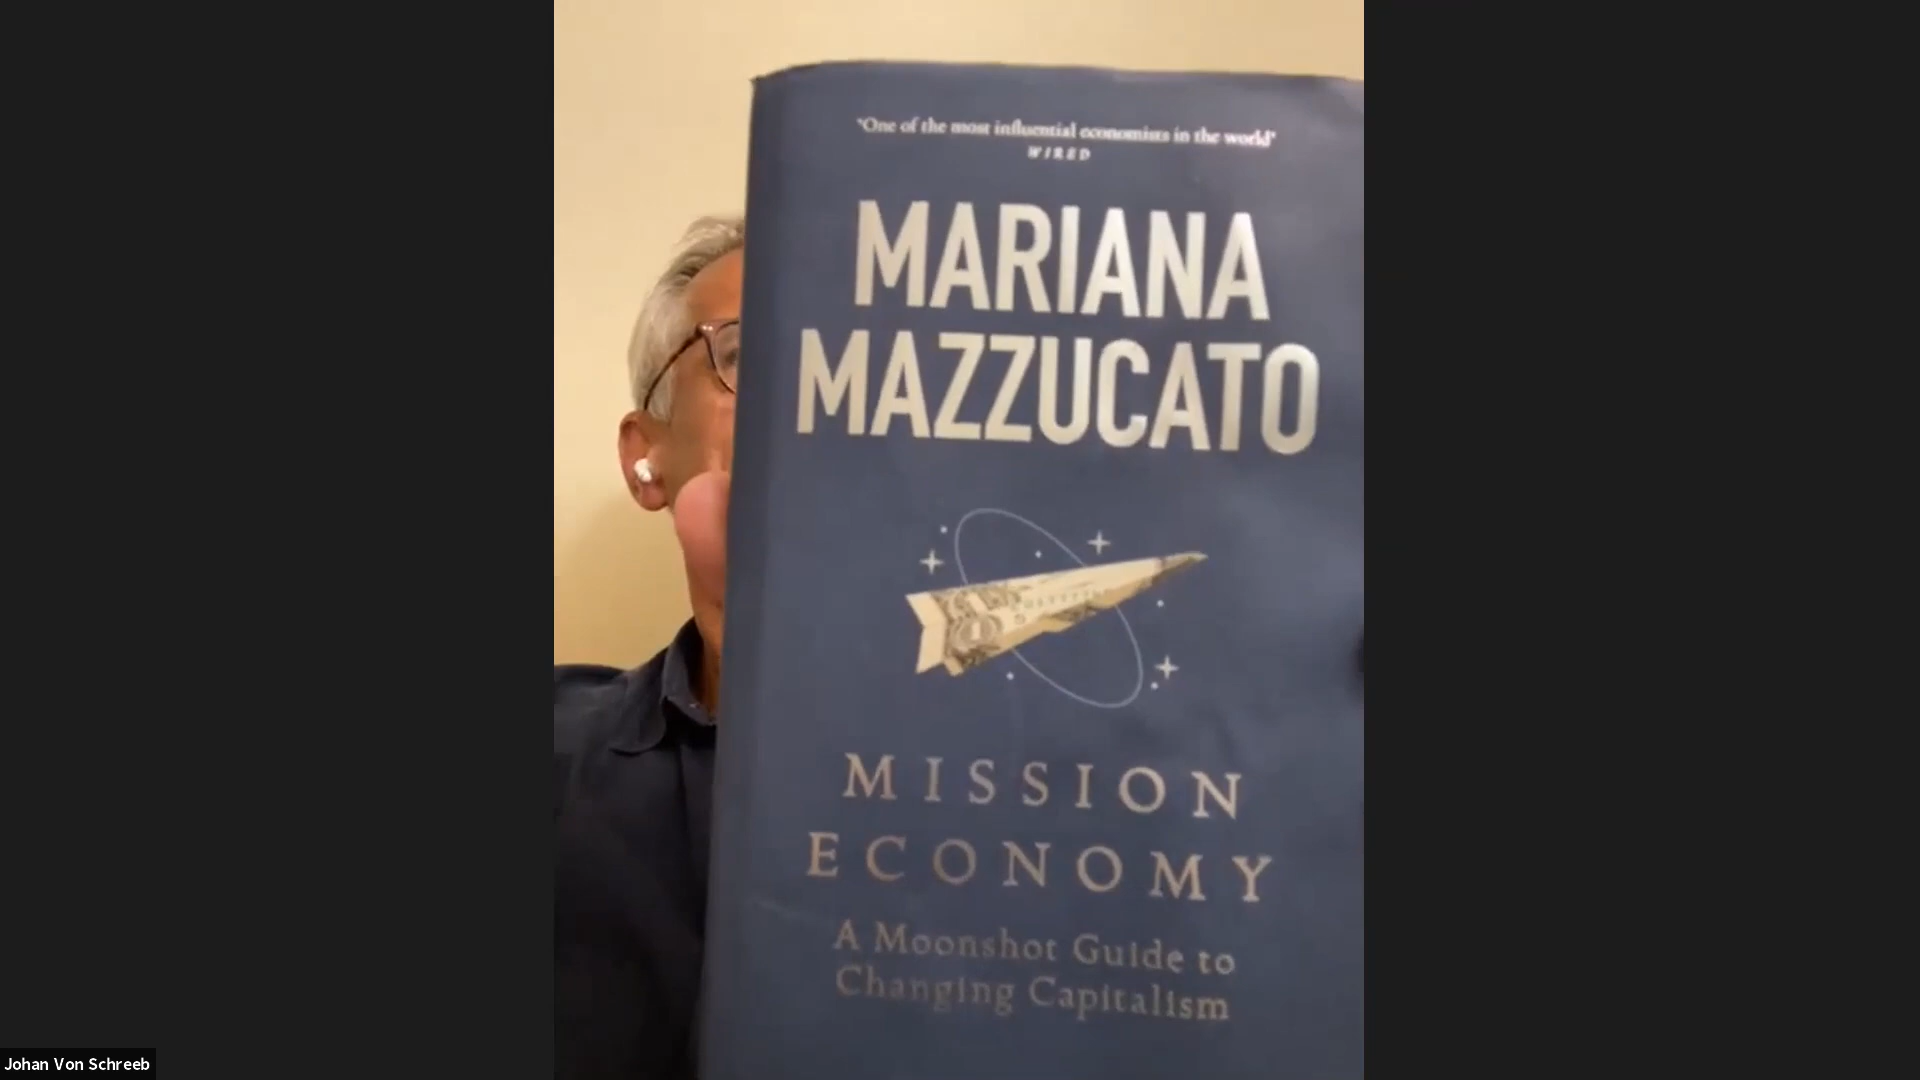 "One of the most influential economists in the world"
WIRED
MARIANA
MAZZUCATO
MISSION
ECONOMY
A Moonshot Guide to
Changing Capitalism
Johan Von Schreeb